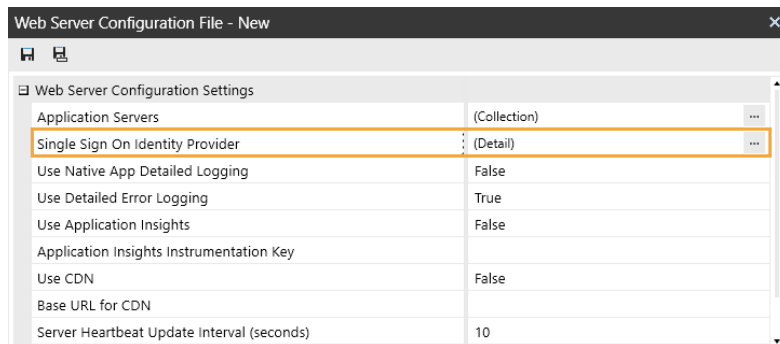 Web Server Configuration File - New
Web Server Configuration Settings
Application Servers (Collection) ...
Single Sign On Identity Provider (Detail) ...
Use Native App Detailed Logging False
Use Detailed Error Logging True
Use Application Insights False
Application Insights Instrumentation Key
Use CDN False
Base URL for CDN
Server Heartbeat Update Interval (seconds) 10